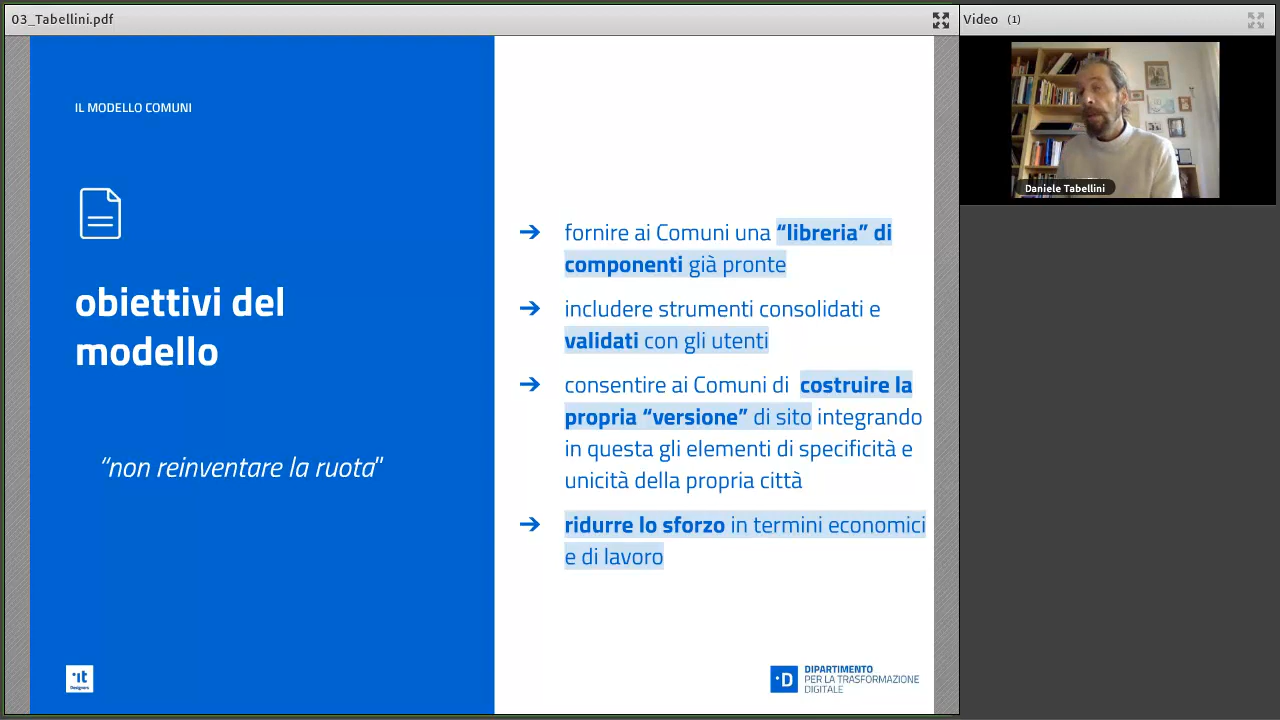 03_Tabellini.pdf
Video (1)
IL MODELLO COMUNI
obiettivi del
modello
“non reinventare la ruota"
➔ fornire ai Comuni una “libreria” di
componenti già pronte
➔ includere strumenti consolidati e
validati con gli utenti
➔ consentire ai Comuni di costruire la
propria “versione” di sito integrando
in questa gli elementi di specificità e
unicità della propria città
➔ ridurre lo sforzo in termini economici
e di lavoro
·it
Designers
·D
DIPARTIMENTO
PER LA TRASFORMAZIONE
DIGITALE
Daniele Tabellini